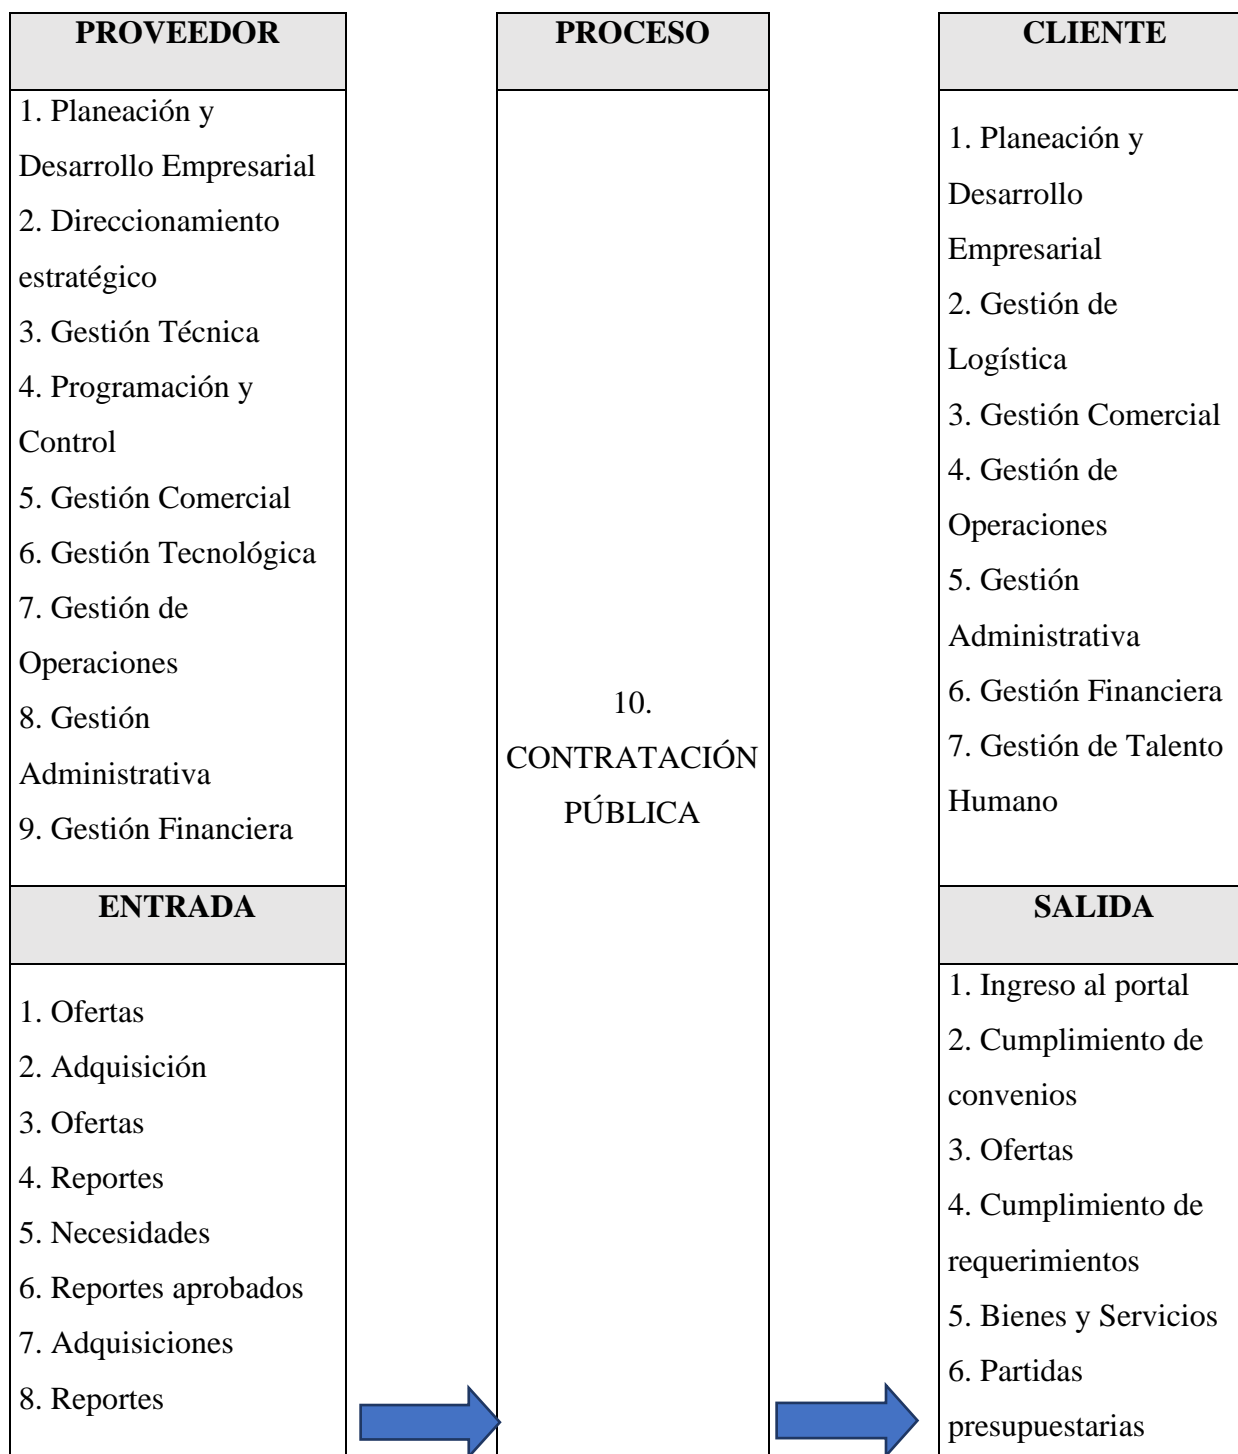 PROVEEDOR
1. Planeación y
Desarrollo Empresarial
2. Direccionamiento
estratégico
3. Gestión Técnica
4. Programación y
Control
5. Gestión Comercial
6. Gestión Tecnológica
7. Gestión de
Operaciones
8. Gestión
Administrativa
9. Gestión Financiera
ENTRADA
1. Ofertas
2. Adquisición
3. Ofertas
4. Reportes
5. Necesidades
6. Reportes aprobados
7. Adquisiciones
8. Reportes
PROCESO
10.
CONTRATACIÓN
PÚBLICA
CLIENTE
1. Planeación y
Desarrollo
Empresarial
2. Gestión de
Logística
3. Gestión Comercial
4. Gestión de
Operaciones
5. Gestión
Administrativa
6. Gestión Financiera
7. Gestión de Talento
Humano
SALIDA
1. Ingreso al portal
2. Cumplimiento de
convenios
3. Ofertas
4. Cumplimiento de
requerimientos
5. Bienes y Servicios
6. Partidas
presupuestarias